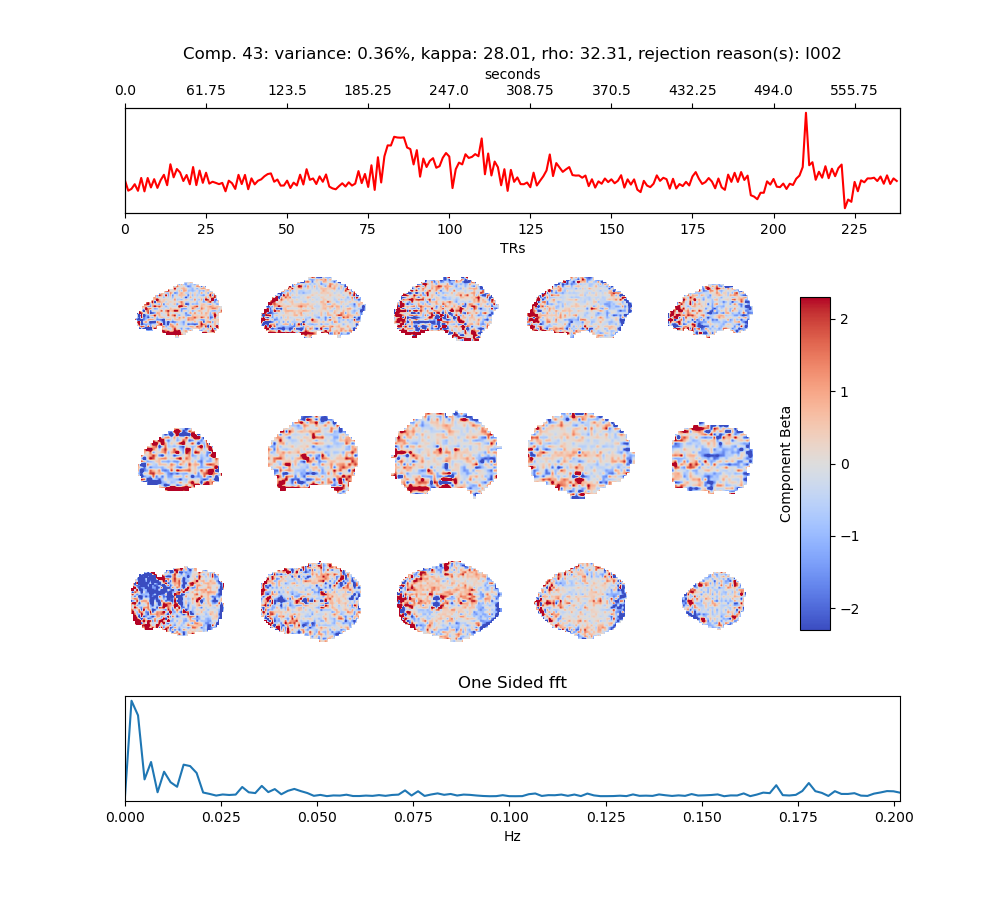 Comp. 43: variance: 0.36%, kappa: 28.01, rho: 32.31, rejection reason(s): I002
seconds
0.0 61.75 123.5 185.25 247.0 308.75 370.5 432.25 494.0 555.75
0 25 50 75 100 125 150 175 200 225
TRs
2
1
0
−1
−2
Component Beta
One Sided fft
0.000 0.025 0.050 0.075 0.100 0.125 0.150 0.175 0.200
Hz